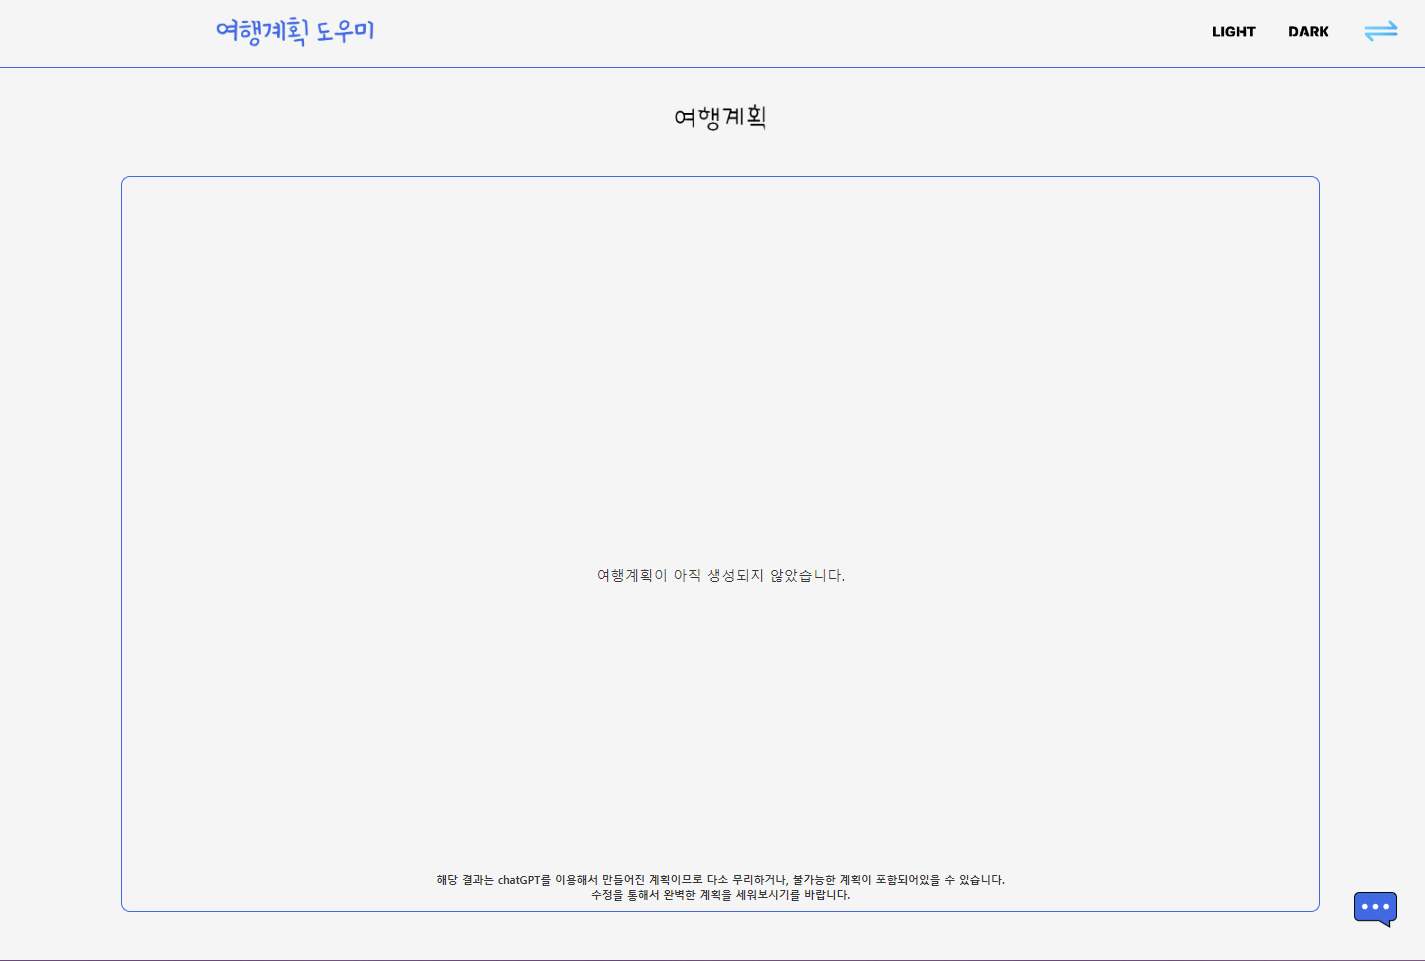 여행계획 도우미
LIGHT DARK
여행계획
여행계획이 아직 생성되지 않았습니다.
해당 결과는 chatGPT를 이용해서 만들어진 계획이므로 다소 무리하거나, 불가능한 계획이 포함되어있을 수 있습니다.
수정을 통해서 완벽한 계획을 세워보시기를 바랍니다.